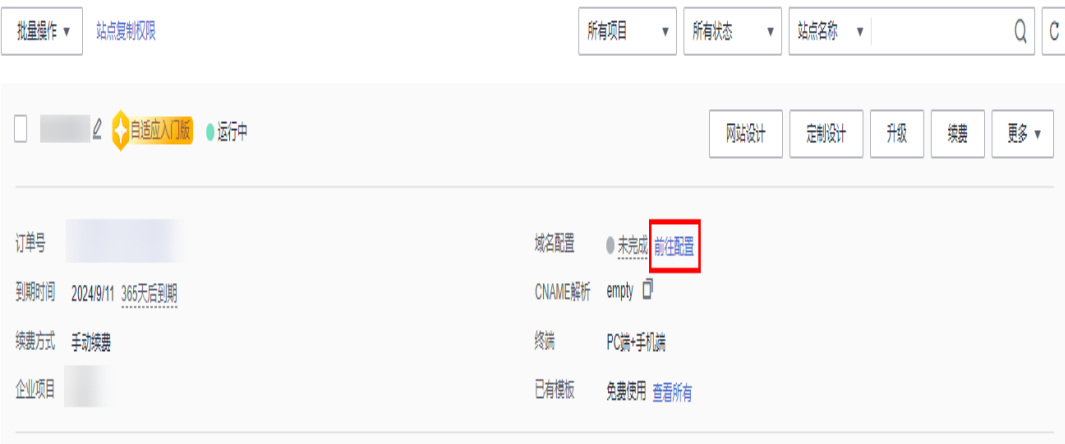 批量操作 站点复制权限 所有项目 所有状态 站点名称
自适应入门版 运行中 网站设计 定制设计 升级 续费 更多
订单号 域名配置 未完成 前往配置
到期时间 2024/9/11 365天后到期 CNAME解析 empty
续费方式 手动续费 终端 PC端+手机端
企业项目 已有模板 免费使用 查看所有